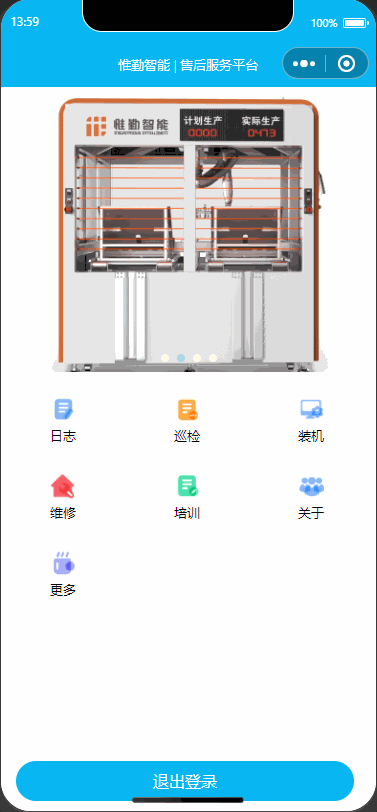 13:59
100%
惟勤智能 | 售后服务平台
惟勤智能
计划生产
实际生产
0000
0473
日志
巡检
装机
维修
培训
关于
更多
退出登录